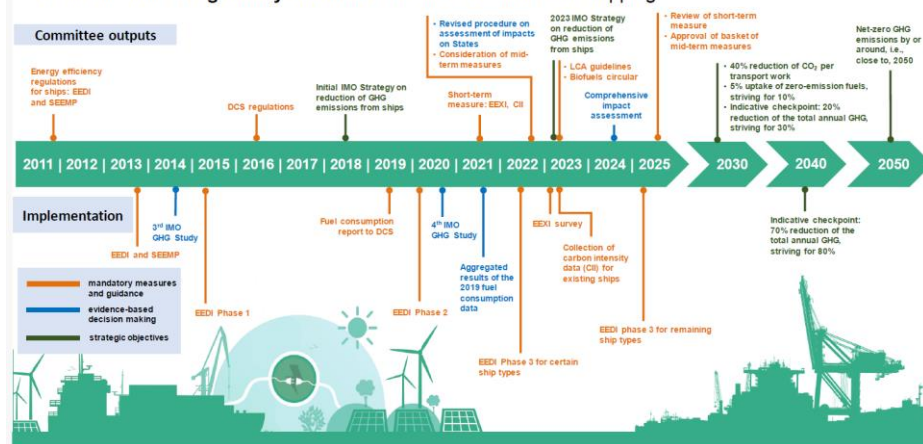 Committee outputs
Energy efficiency
regulations
for ships: EEDI
and SEEMP
DCS regulations
Initial IMO Strategy on
reduction of GHG
emissions from ships
• Revised procedure on
assessment of impacts
on States
• Consideration of mid-
term measures
Short-term
measure: EEXI, CII
2023 IMO Strategy
on reduction of
GHG emissions
from ships
• LCA guidelines
• Biofuels circular
Comprehensive
impact
assessment
• Review of short-term
measure
• Approval of basket of
mid-term measures
• 40% reduction of CO₂ per
transport work
• 5% uptake of zero-emission fuels,
striving for 10%
• Indicative checkpoint: 20%
reduction of the total annual GHG,
striving for 30%
Net-zero GHG
emissions by or
around, i.e.,
close to, 2050
2011 | 2012 | 2013 | 2014 | 2015 | 2016 | 2017 | 2018 | 2019 | 2020 | 2021 | 2022 | 2023 | 2024 | 2025 2030 2040 2050
Implementation
EEDI and SEEMP
3rd IMO
GHG Study
EEDI Phase 1
Fuel consumption
report to DCS
EEDI Phase 2
4th IMO
GHG Study
Aggregated
results of the
2019 fuel
consumption
data
EEDI Phase 3 for certain
ship types
EEXI survey
Collection of
carbon intensity
data (CII) for
existing ships
EEDI phase 3 for remaining
ship types
Indicative checkpoint:
70% reduction of the
total annual GHG,
striving for 80%
mandatory measures
and guidance
evidence-based
decision making
strategic objectives